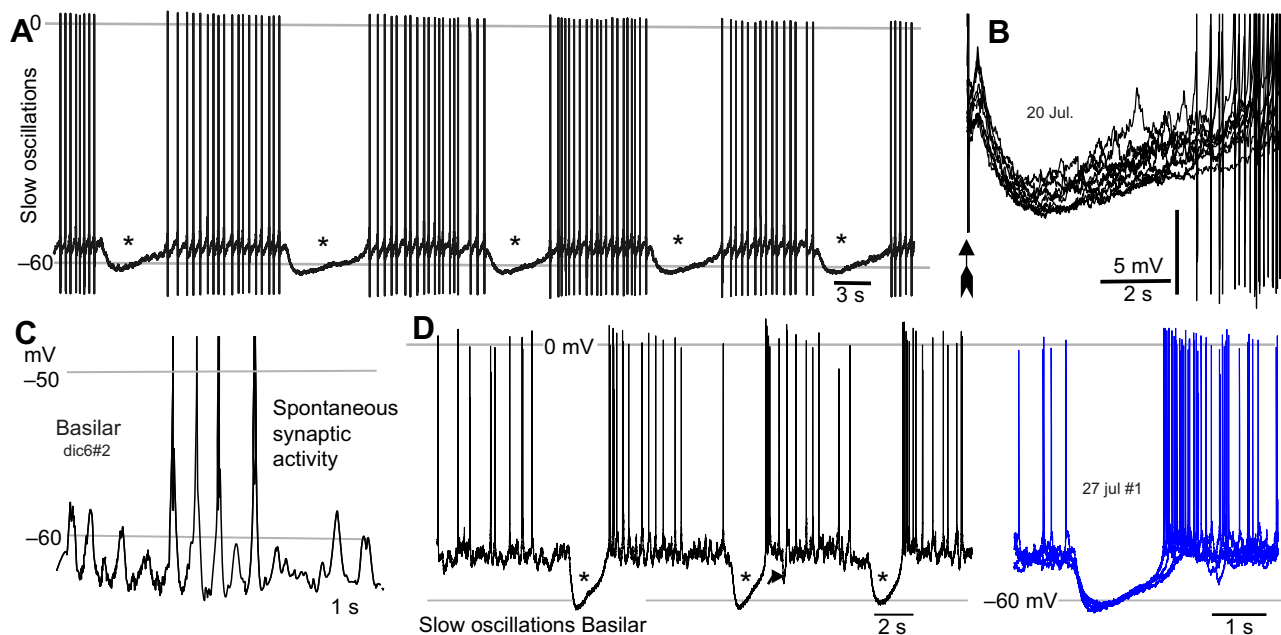 A
0
Slow oscillations
–60
*
*
*
*
*
3 s
B
20 Jul.
5 mV
2 s
C
mV
–50
Basilar
dic6#2
Spontaneous
synaptic
activity
–60
1 s
D
0 mV
*
*
*
Slow oscillations Basilar
2 s
27 jul #1
–60 mV
1 s